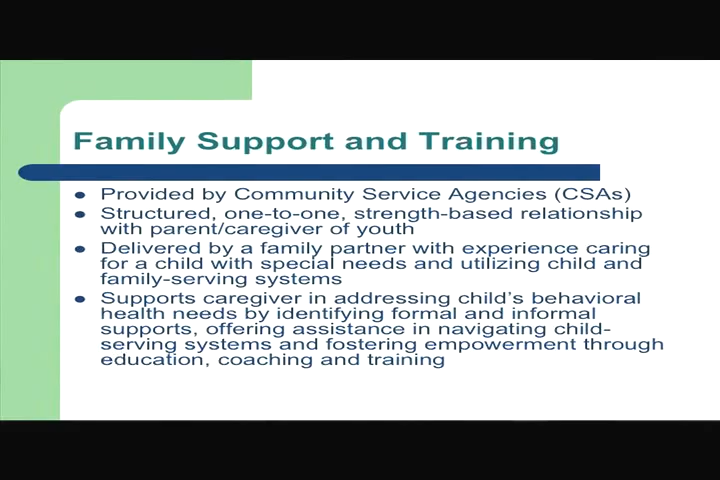 Family Support and Training
Provided by Community Service Agencies (CSAs)
Structured, one-to-one, strength-based relationship
with parent/caregiver of youth
Delivered by a family partner with experience caring
for a child with special needs and utilizing child and
family-serving systems
Supports caregiver in addressing child's behavioral
health needs by identifying formal and informal
supports, offering assistance in navigating child-
serving systems and fostering empowerment through
education, coaching and training